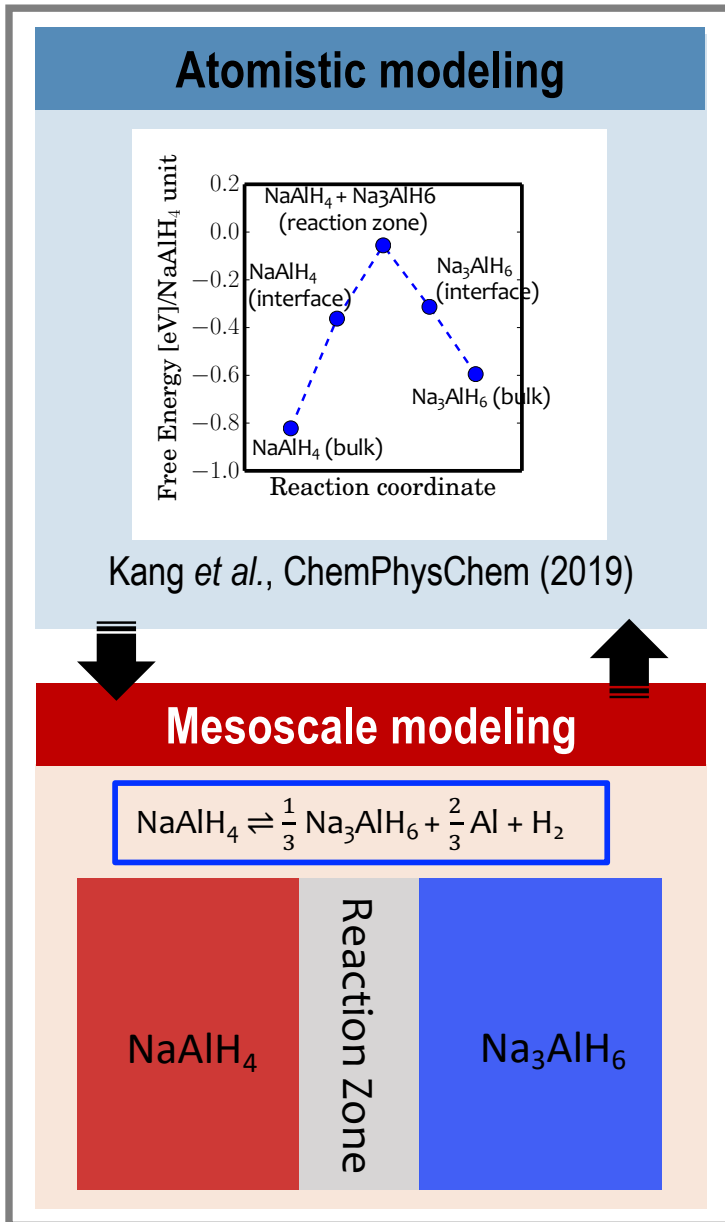 Atomistic modeling
Free Energy [eV]/NaAlH₄ unit
0.2
0.0
−0.2
−0.4
−0.6
−0.8
−1.0
NaAlH₄ + Na3AlH6
(reaction zone)
NaAlH₄
(interface)
Na₃AlH₆
(interface)
Na₃AlH₆ (bulk)
NaAlH₄ (bulk)
Reaction coordinate
Kang et al., ChemPhysChem (2019)
Mesoscale modeling
NaAlH₄ ⇌ 1/3 Na₃AlH₆ + 2/3 Al + H₂
NaAlH₄
Reaction Zone
Na₃AlH₆